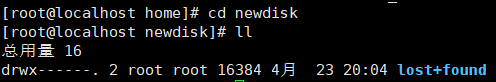 [root@localhost home]# cd newdisk
[root@localhost newdisk]# ll
总用量 16
drwx------. 2 root root 16384 4月  23 20:04 lost+found